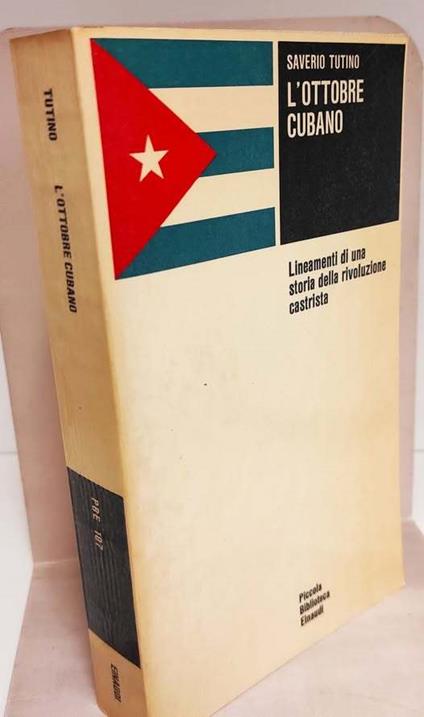 SAVERIO TUTINO
L'OTTOBRE
CUBANO
Lineamenti di una
storia della rivoluzione
castrista
Piccola
Biblioteca
Einaudi
TUTINO L'OTTOBRE CUBANO
PBE 107
EINAUDI